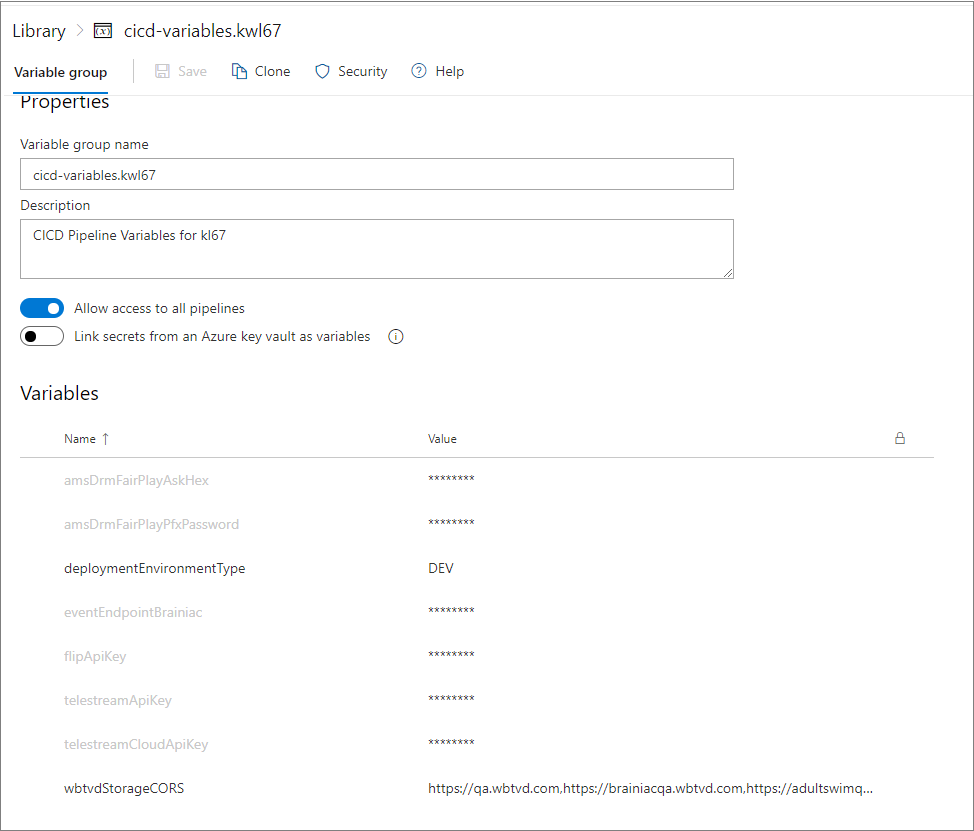 Library > cicd-variables.kwl67
Variable group Save Clone Security Help
Properties
Variable group name
cicd-variables.kwl67
Description
CICD Pipeline Variables for kl67
Allow access to all pipelines
Link secrets from an Azure key vault as variables
Variables
Name ↑ Value
amsDrmFairPlayAskHex ********
amsDrmFairPlayPfxPassword ********
deploymentEnvironmentType DEV
eventEndpointBrainiac ********
flipApiKey ********
telestreamApiKey ********
telestreamCloudApiKey ********
wbtvdStorageCORS https://qa.wbtvd.com,https://brainiacqa.wbtvd.com,https://adultswimq...